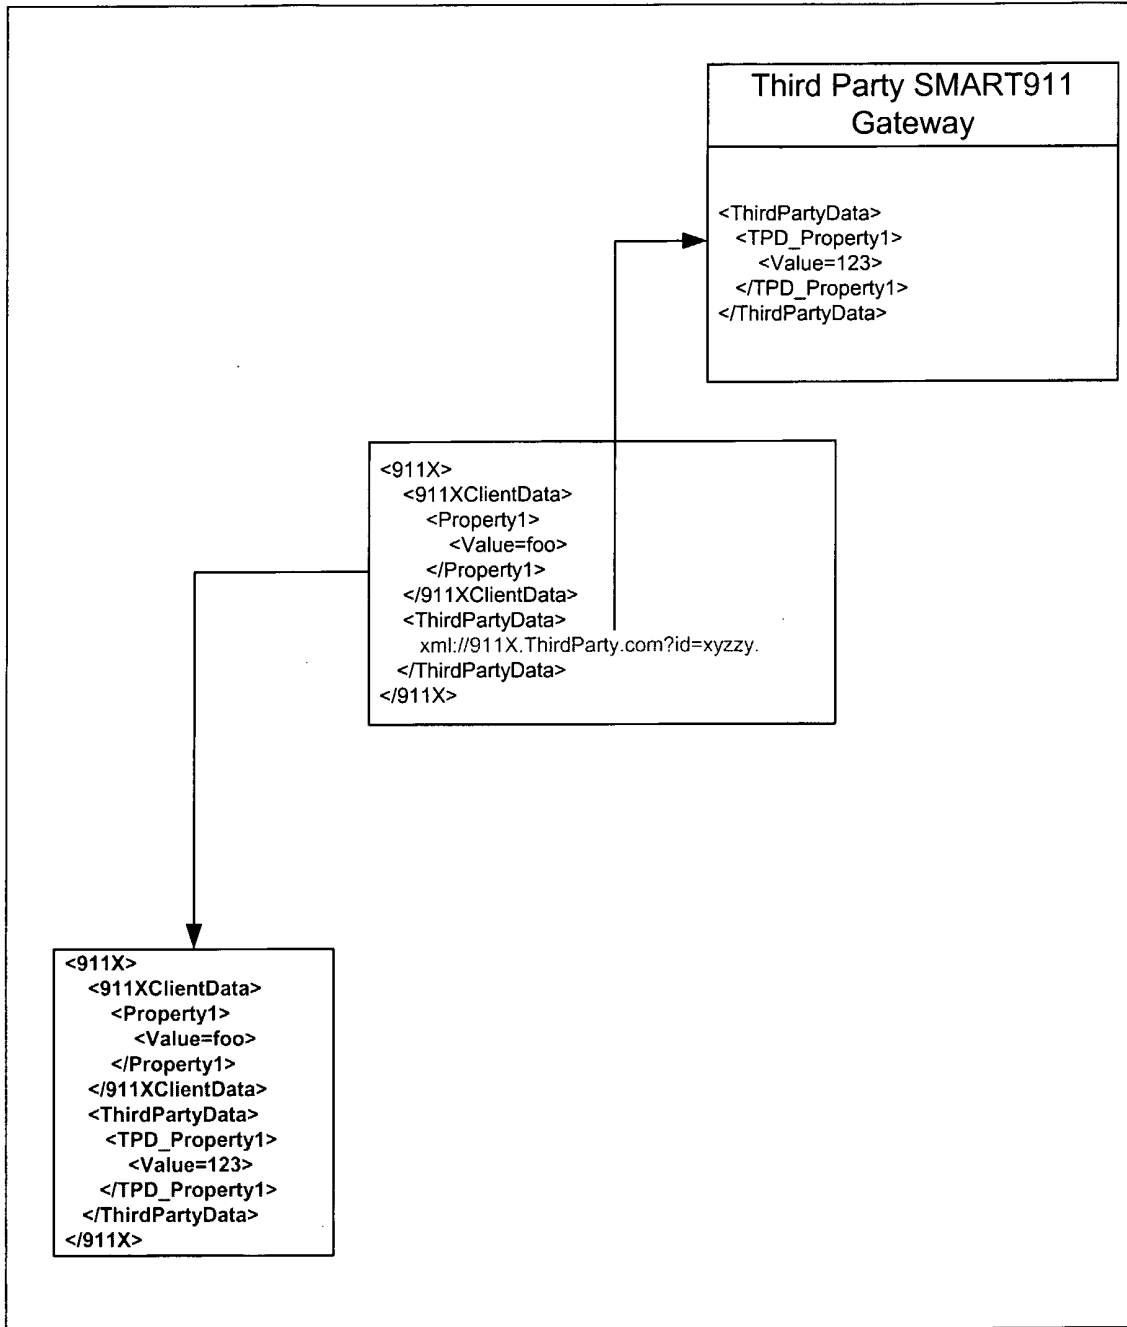 Third Party SMART911
Gateway
<ThirdPartyData>
<TPD_Property1>
<Value=123>
</TPD_Property1>
</ThirdPartyData>
<911X>
<911XClientData>
<Property1>
<Value=foo>
</Property1>
</911XClientData>
<ThirdPartyData>
xml://911X.ThirdParty.com?id=xyzzy.
</ThirdPartyData>
</911X>
<911X>
<911XClientData>
<Property1>
<Value=foo>
</Property1>
</911XClientData>
<ThirdPartyData>
<TPD_Property1>
<Value=123>
</TPD_Property1>
</ThirdPartyData>
</911X>